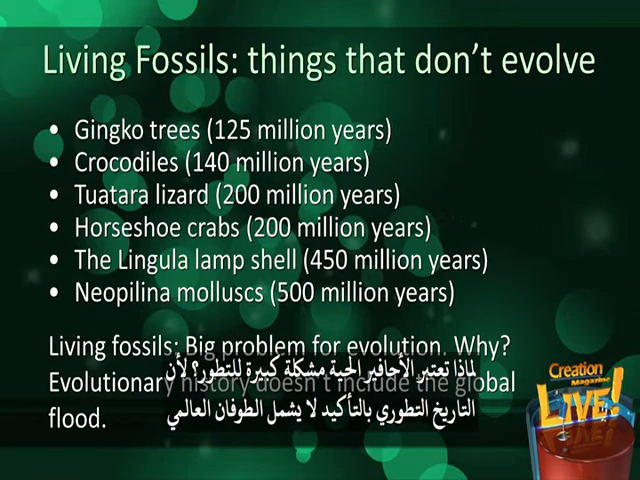 Living Fossils: things that don't evolve
• Gingko trees (125 million years)
• Crocodiles (140 million years)
• Tuatara lizard (200 million years)
• Horseshoe crabs (200 million years)
• The Lingula lamp shell (450 million years)
• Neopilina molluscs (500 million years)
Living fossils: Big problem for evolution. Why?
Evolutionary history doesn't include the global
flood.
لماذا تعتبر الأحافير الحية مشكلة كبيرة للتطور؟ لأن
التاريخ التطوري بالتأكيد لا يشمل الطوفان العالمي
Creation
Magazine
LIVE!